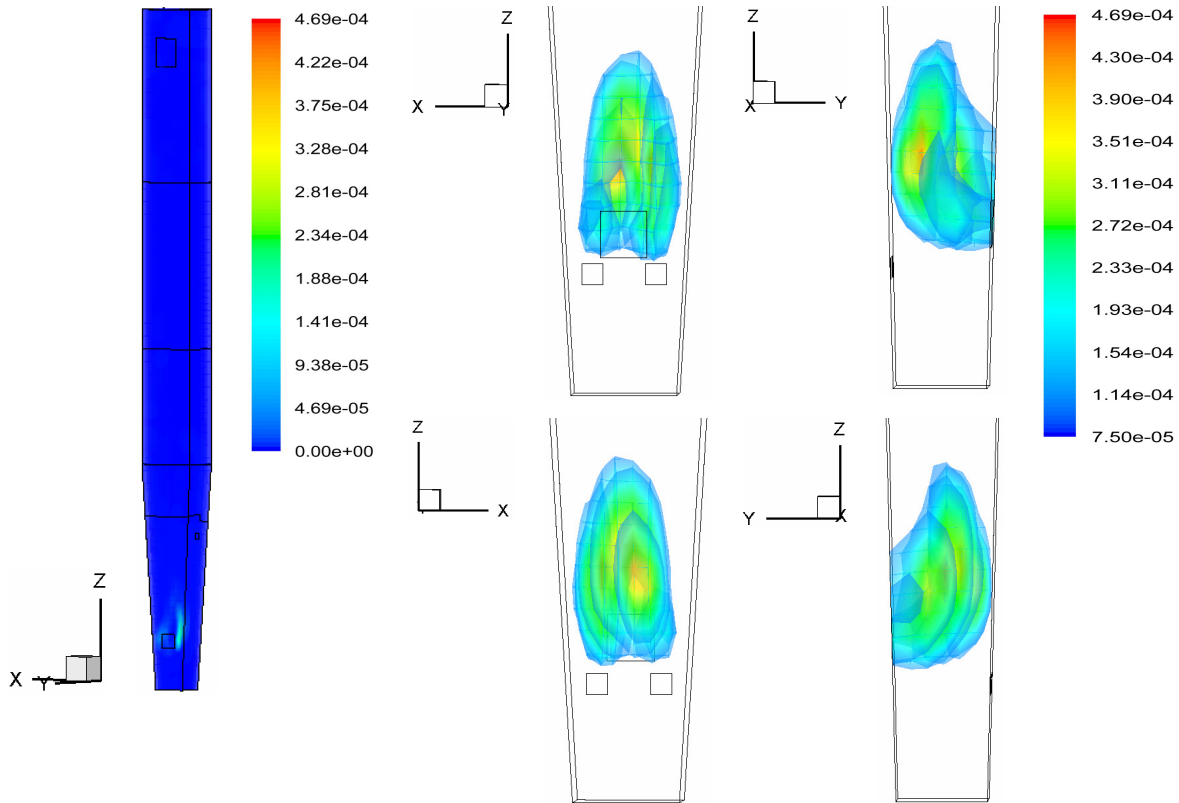 4.69e-04
4.22e-04
3.75e-04
3.28e-04
2.81e-04
2.34e-04
1.88e-04
1.41e-04
9.38e-05
4.69e-05
0.00e+00
Z
X
Y
Z
X
Y
Z
X
Y
4.69e-04
4.30e-04
3.90e-04
3.51e-04
3.11e-04
2.72e-04
2.33e-04
1.93e-04
1.54e-04
1.14e-04
7.50e-05
Z
X
Z
Y
X